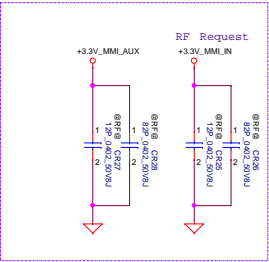 RF Request
+3.3V_MMI_AUX
+3.3V_MMI_IN
1
2
@RF@ CR27
12P_0402_50V8J
1
2
@RF@ CR28
82P_0402_50V8J
1
2
@RF@ CR25
12P_0402_50V8J
1
2
@RF@ CR26
82P_0402_50V8J